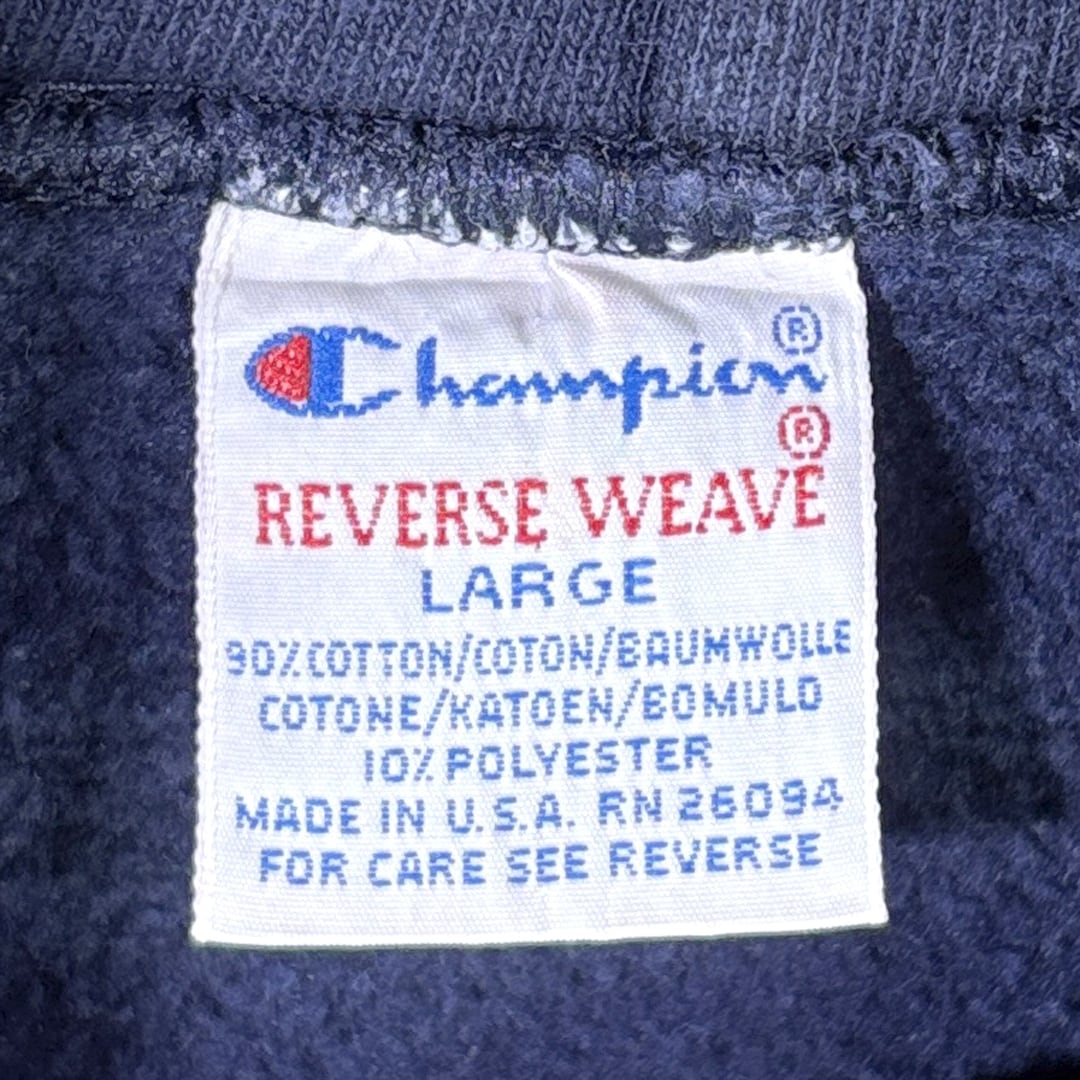 Champion®
REVERSE WEAVE®
LARGE
90%COTTON/COTON/BAUMWOLLE
COTONE/KATOEN/BOMULD
10% POLYESTER
MADE IN U.S.A. RN 26094
FOR CARE SEE REVERSE